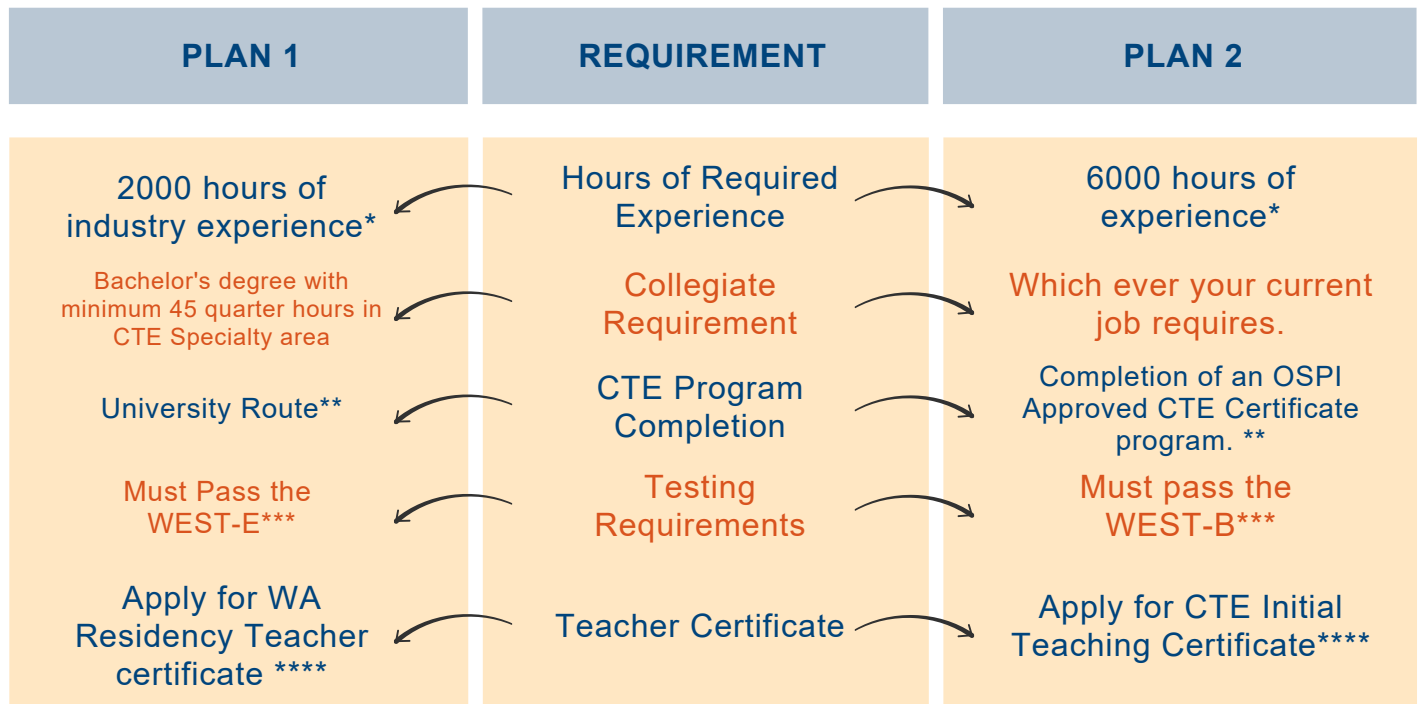 PLAN 1
REQUIREMENT
PLAN 2
2000 hours of
industry experience*
Hours of Required
Experience
6000 hours of
experience*
Bachelor's degree with
minimum 45 quarter hours in
CTE Specialty area
Collegiate
Requirement
Which ever your current
job requires.
University Route**
CTE Program
Completion
Completion of an OSPI
Approved CTE Certificate
program. **
Must Pass the
WEST-E***
Testing
Requirements
Must pass the
WEST-B***
Apply for WA
Residency Teacher
certificate ****
Teacher Certificate
Apply for CTE Initial
Teaching Certificate****